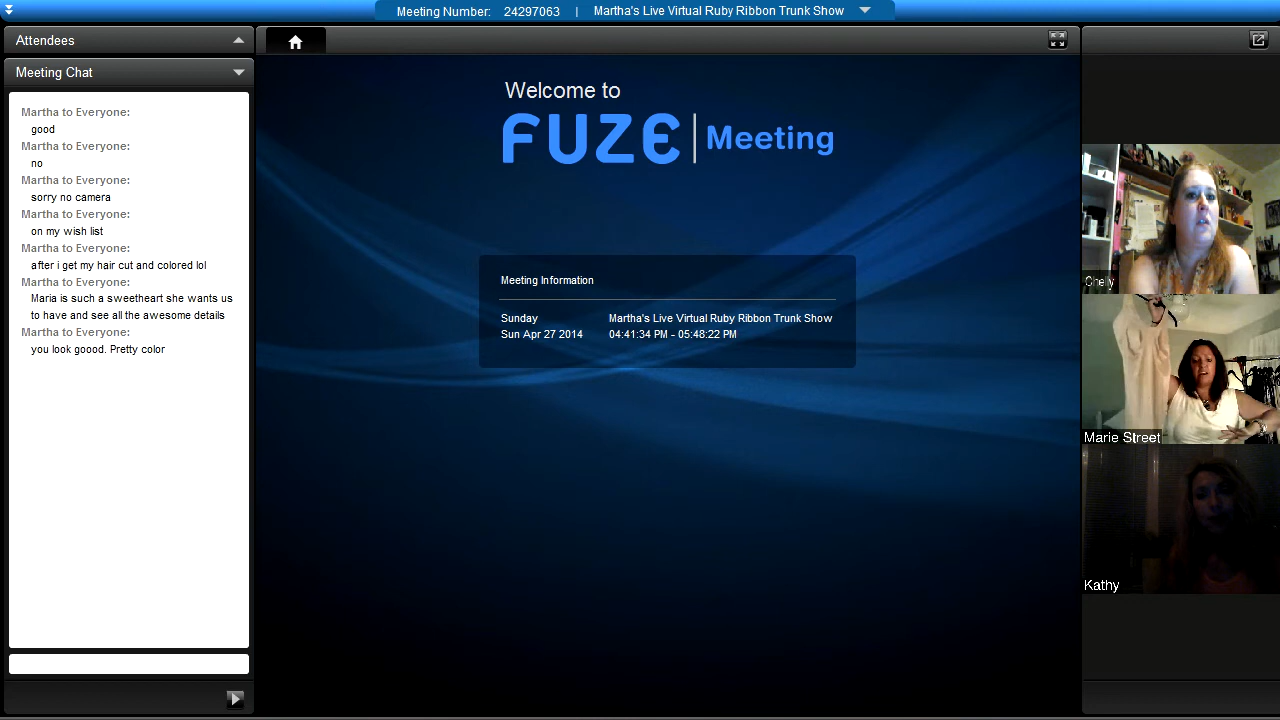 Meeting Number: 24297063 | Martha's Live Virtual Ruby Ribbon Trunk Show
Attendees
Meeting Chat
Martha to Everyone:
good
Martha to Everyone:
no
Martha to Everyone:
sorry no camera
Martha to Everyone:
on my wish list
Martha to Everyone:
after i get my hair cut and colored lol
Martha to Everyone:
Maria is such a sweetheart she wants us
to have and see all the awesome details
Martha to Everyone:
you look goood. Pretty color
Welcome to
FUZE Meeting
Meeting Information
Sunday Martha's Live Virtual Ruby Ribbon Trunk Show
Sun Apr 27 2014 04:41:34 PM - 05:48:22 PM
Chelly
Marie Street
Kathy